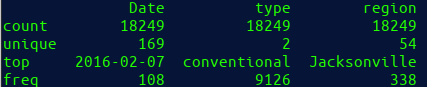 Date type region
count 18249 18249 18249
unique 169 2 54
top 2016-02-07 conventional Jacksonville
freq 108 9126 338